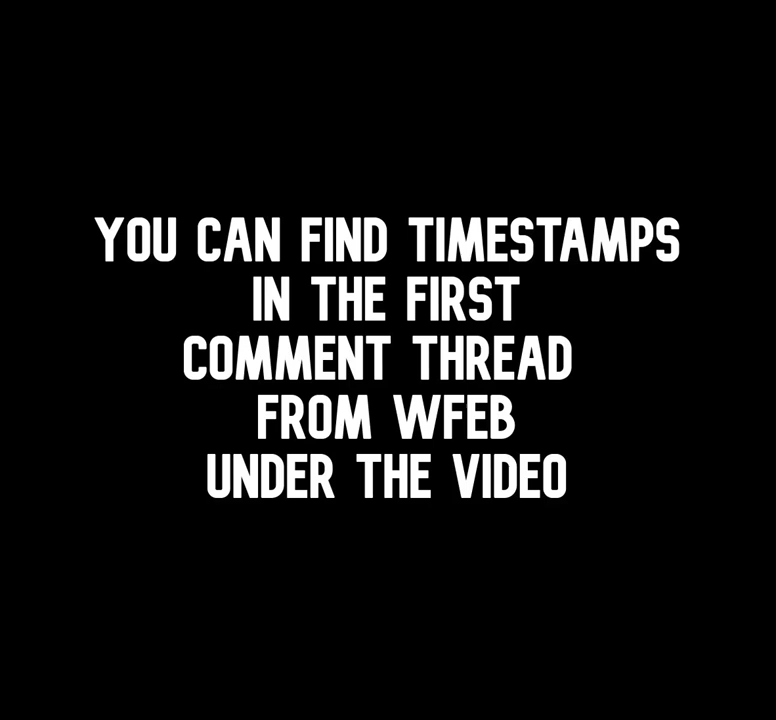 YOU CAN FIND TIMESTAMPS
IN THE FIRST
COMMENT THREAD
FROM WFEB
UNDER THE VIDEO